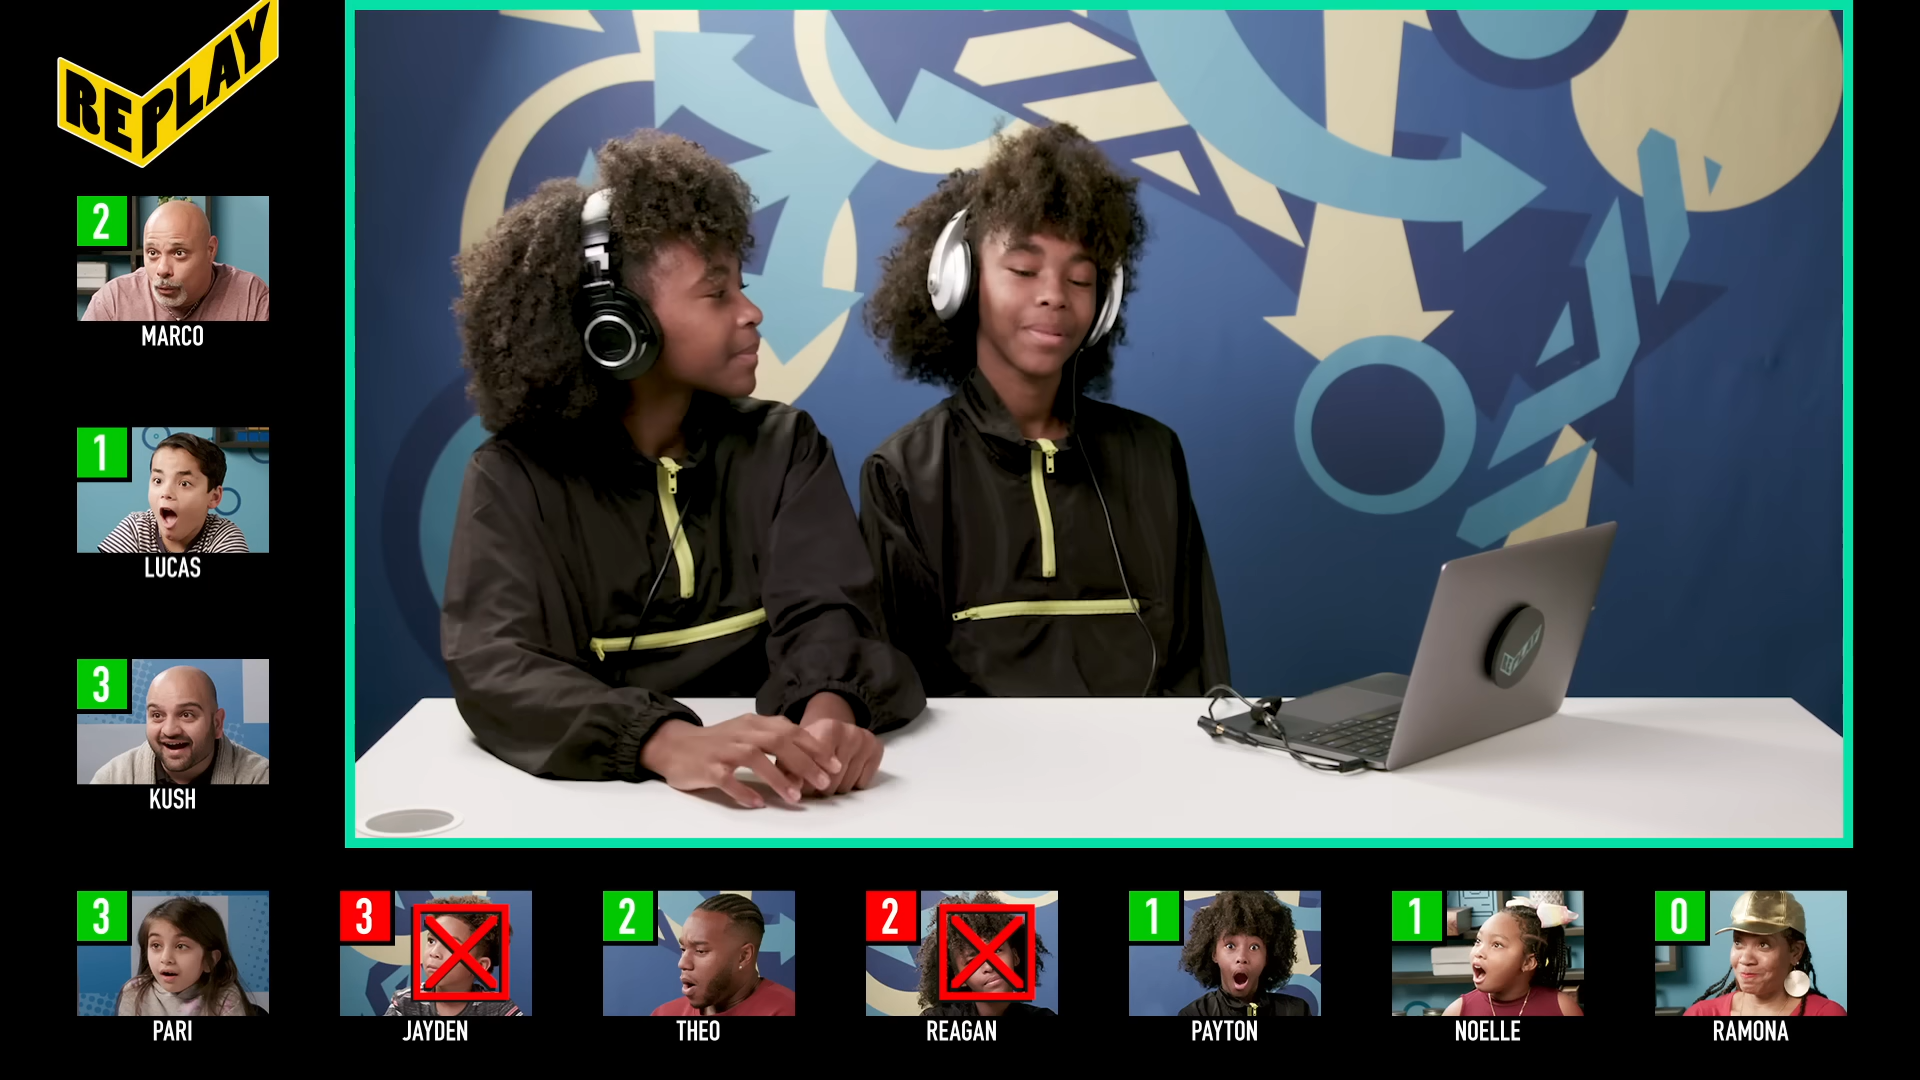 REPLAY
2
MARCO
1
LUCAS
3
KUSH
3
PARI
3
JAYDEN
2
THEO
2
REAGAN
1
PAYTON
1
NOELLE
0
RAMONA
REPLAY